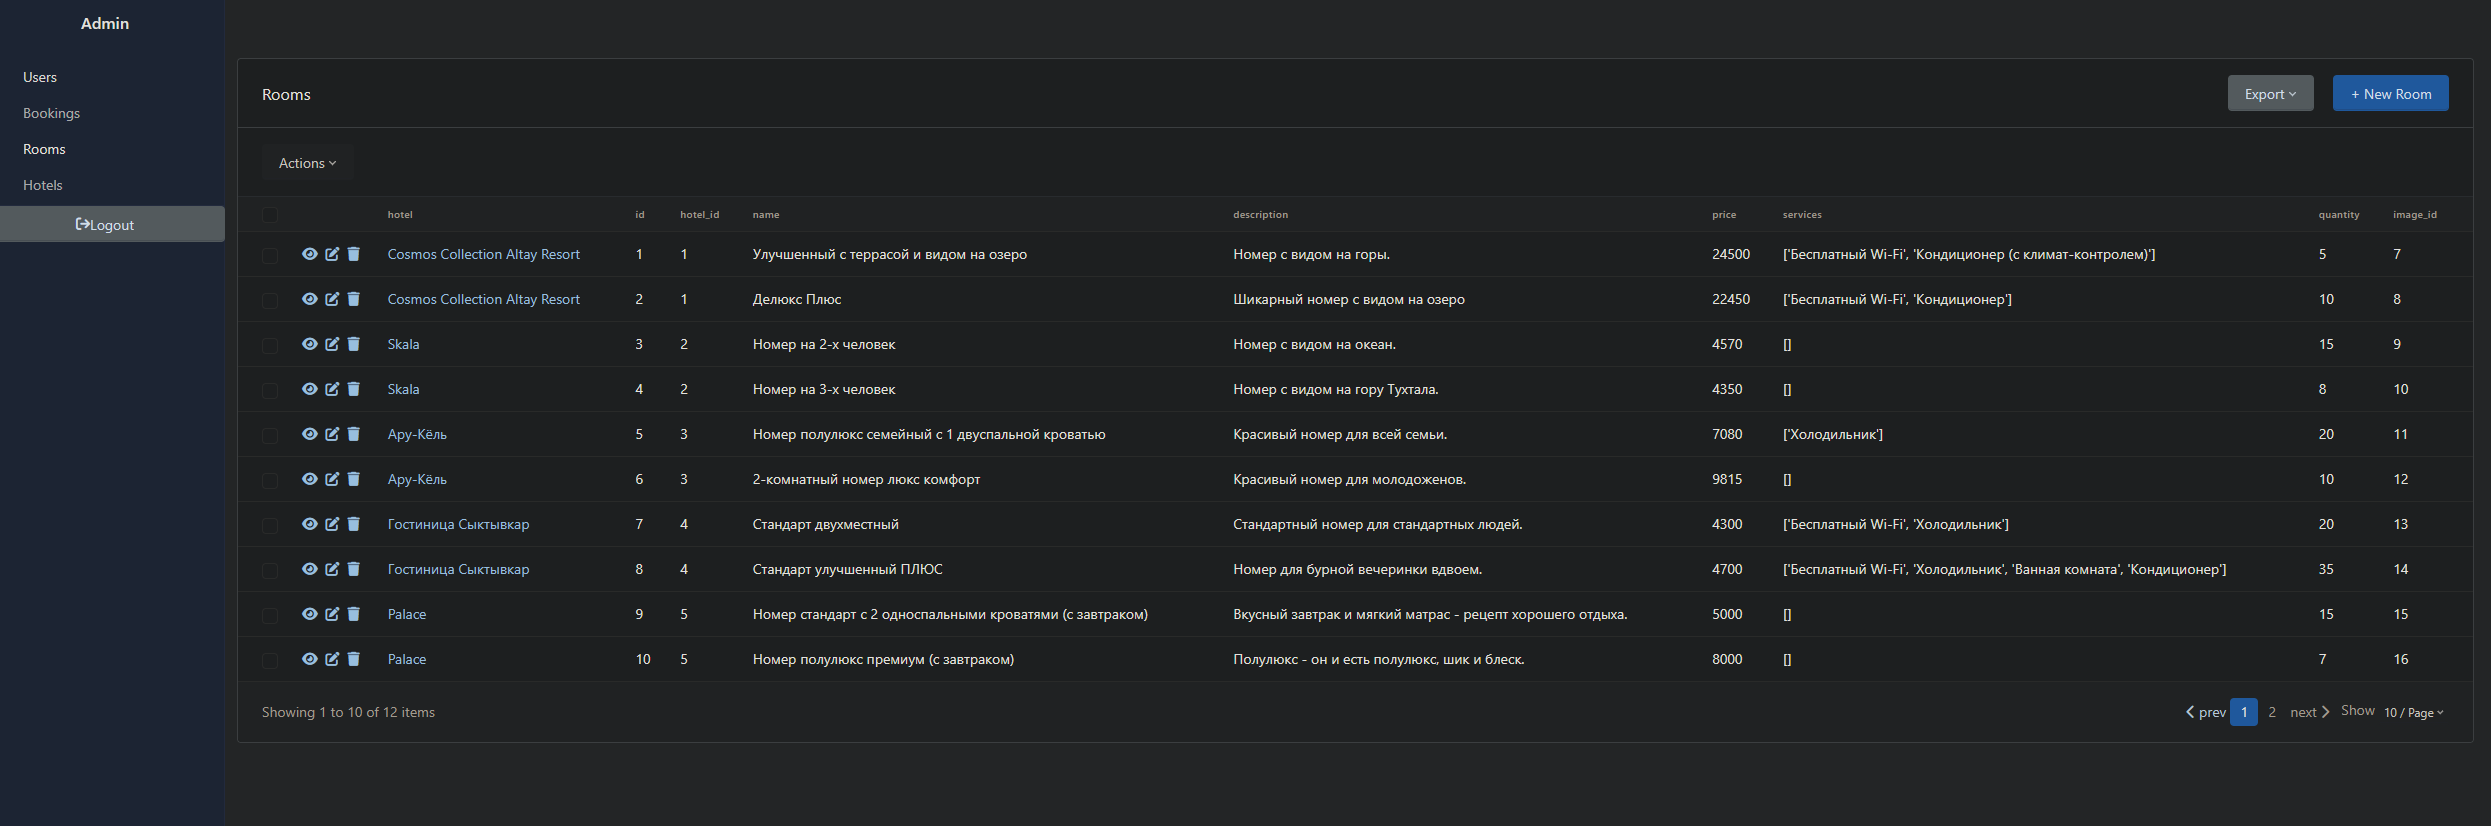 Admin
Users
Bookings
Rooms
Hotels
Logout
Rooms
Export
+ New Room
Actions
hotel id hotel_id name description price services quantity image_id
Cosmos Collection Altay Resort 1 1 Улучшенный с террасой и видом на озеро Номер с видом на горы. 24500 ['Бесплатный Wi-Fi', 'Кондиционер (с климат-контролем)'] 5 7
Cosmos Collection Altay Resort 2 1 Делюкс Плюс Шикарный номер с видом на озеро 22450 ['Бесплатный Wi-Fi', 'Кондиционер'] 10 8
Skala 3 2 Номер на 2-х человек Номер с видом на океан. 4570 [] 15 9
Skala 4 2 Номер на 3-х человек Номер с видом на гору Тухтала. 4350 [] 8 10
Ару-Кёль 5 3 Номер полулюкс семейный с 1 двуспальной кроватью Красивый номер для всей семьи. 7080 ['Холодильник'] 20 11
Ару-Кёль 6 3 2-комнатный номер люкс комфорт Красивый номер для молодоженов. 9815 [] 10 12
Гостиница Сыктывкар 7 4 Стандарт двухместный Стандартный номер для стандартных людей. 4300 ['Бесплатный Wi-Fi', 'Холодильник'] 20 13
Гостиница Сыктывкар 8 4 Стандарт улучшенный ПЛЮС Номер для бурной вечеринки вдвоем. 4700 ['Бесплатный Wi-Fi', 'Холодильник', 'Ванная комната', 'Кондиционер'] 35 14
Palace 9 5 Номер стандарт с 2 односпальными кроватями (с завтраком) Вкусный завтрак и мягкий матрас - рецепт хорошего отдыха. 5000 [] 15 15
Palace 10 5 Номер полулюкс премиум (с завтраком) Полулюкс - он и есть полулюкс, шик и блеск. 8000 [] 7 16
Showing 1 to 10 of 12 items
prev 1 2 next Show 10 / Page